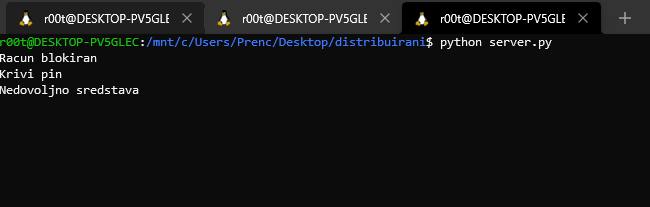 r00t@DESKTOP-PV5GLE
r00t@DESKTOP-PV5GLE
r00t@DESKTOP-PV5GLE
r00t@DESKTOP-PV5GLEC:/mnt/c/Users/Prenc/Desktop/distribuirani$ python server.py
Racun blokiran
Krivi pin
Nedovoljno sredstava